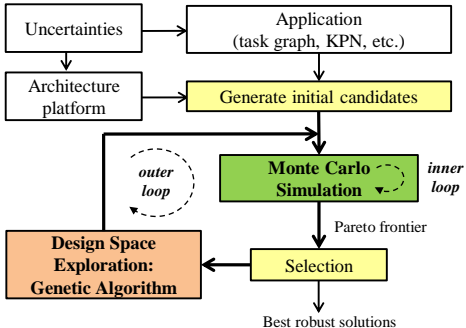 Uncertainties
Application
(task graph, KPN, etc.)
Architecture
platform
Generate initial candidates
outer
loop
Monte Carlo
Simulation
inner
loop
Pareto frontier
Design Space
Exploration:
Genetic Algorithm
Selection
Best robust solutions